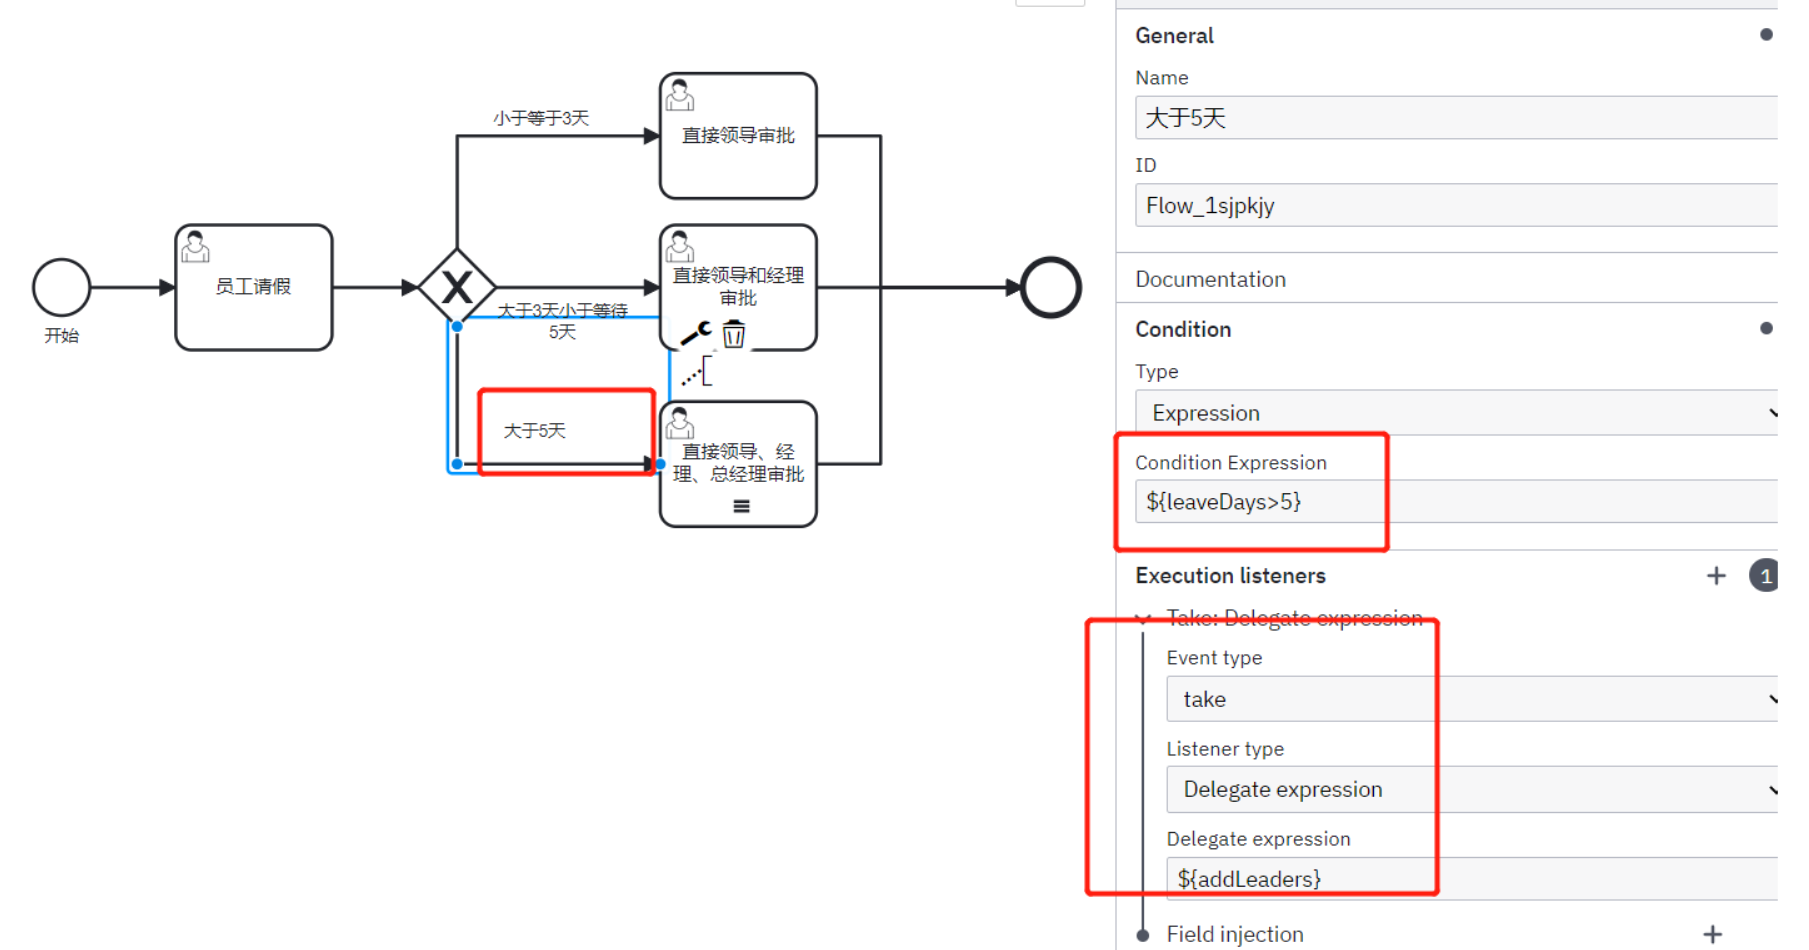 小于等于3天
直接领导审批
员工请假
开始
X
大于3天小于等待
5天
直接领导和经理
审批
大于5天
直接领导、经
理、总经理审批
General
Name
大于5天
ID
Flow_1sjpkjy
Documentation
Condition
Type
Expression
Condition Expression
${leaveDays>5}
Execution listeners
1
Take: Delegate expression
Event type
take
Listener type
Delegate expression
Delegate expression
${addLeaders}
Field injection